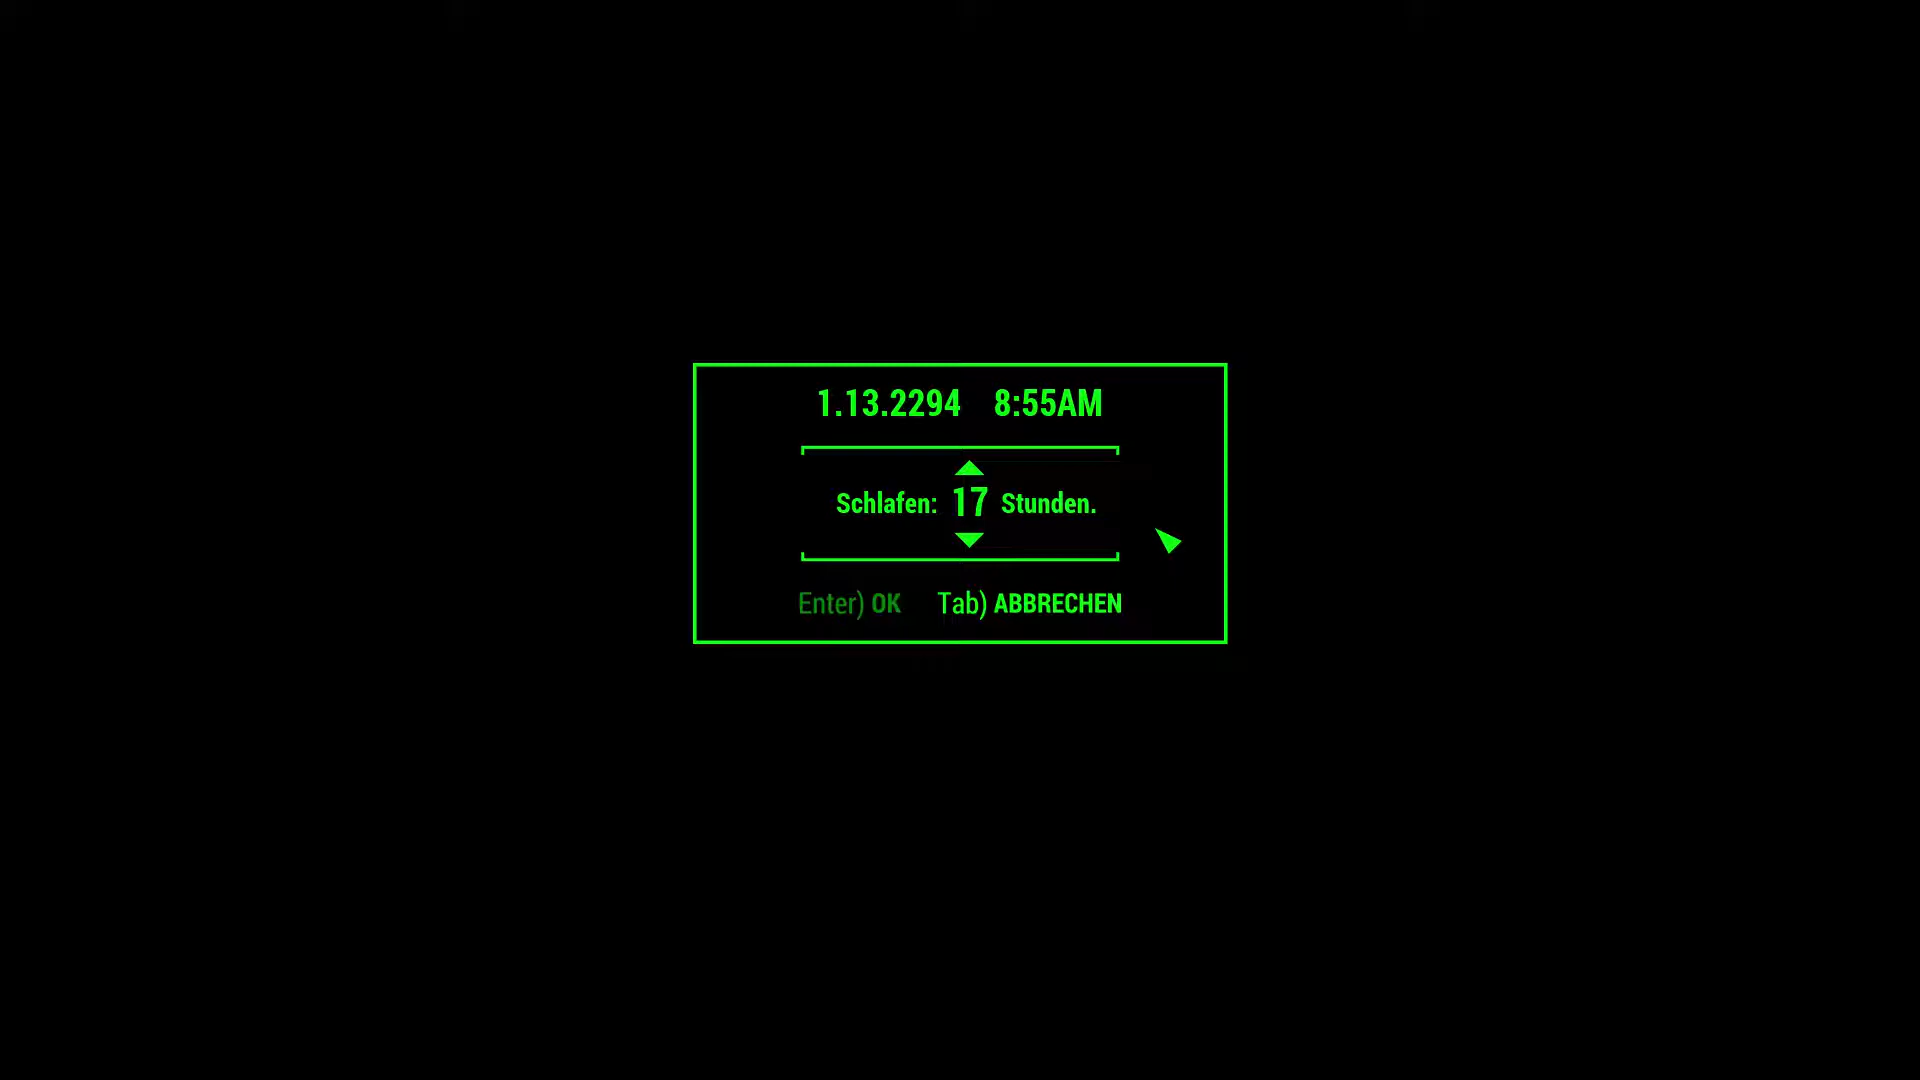 1.13.2294 8:55AM
Schlafen: 17 Stunden.
Enter) OK Tab) ABBRECHEN